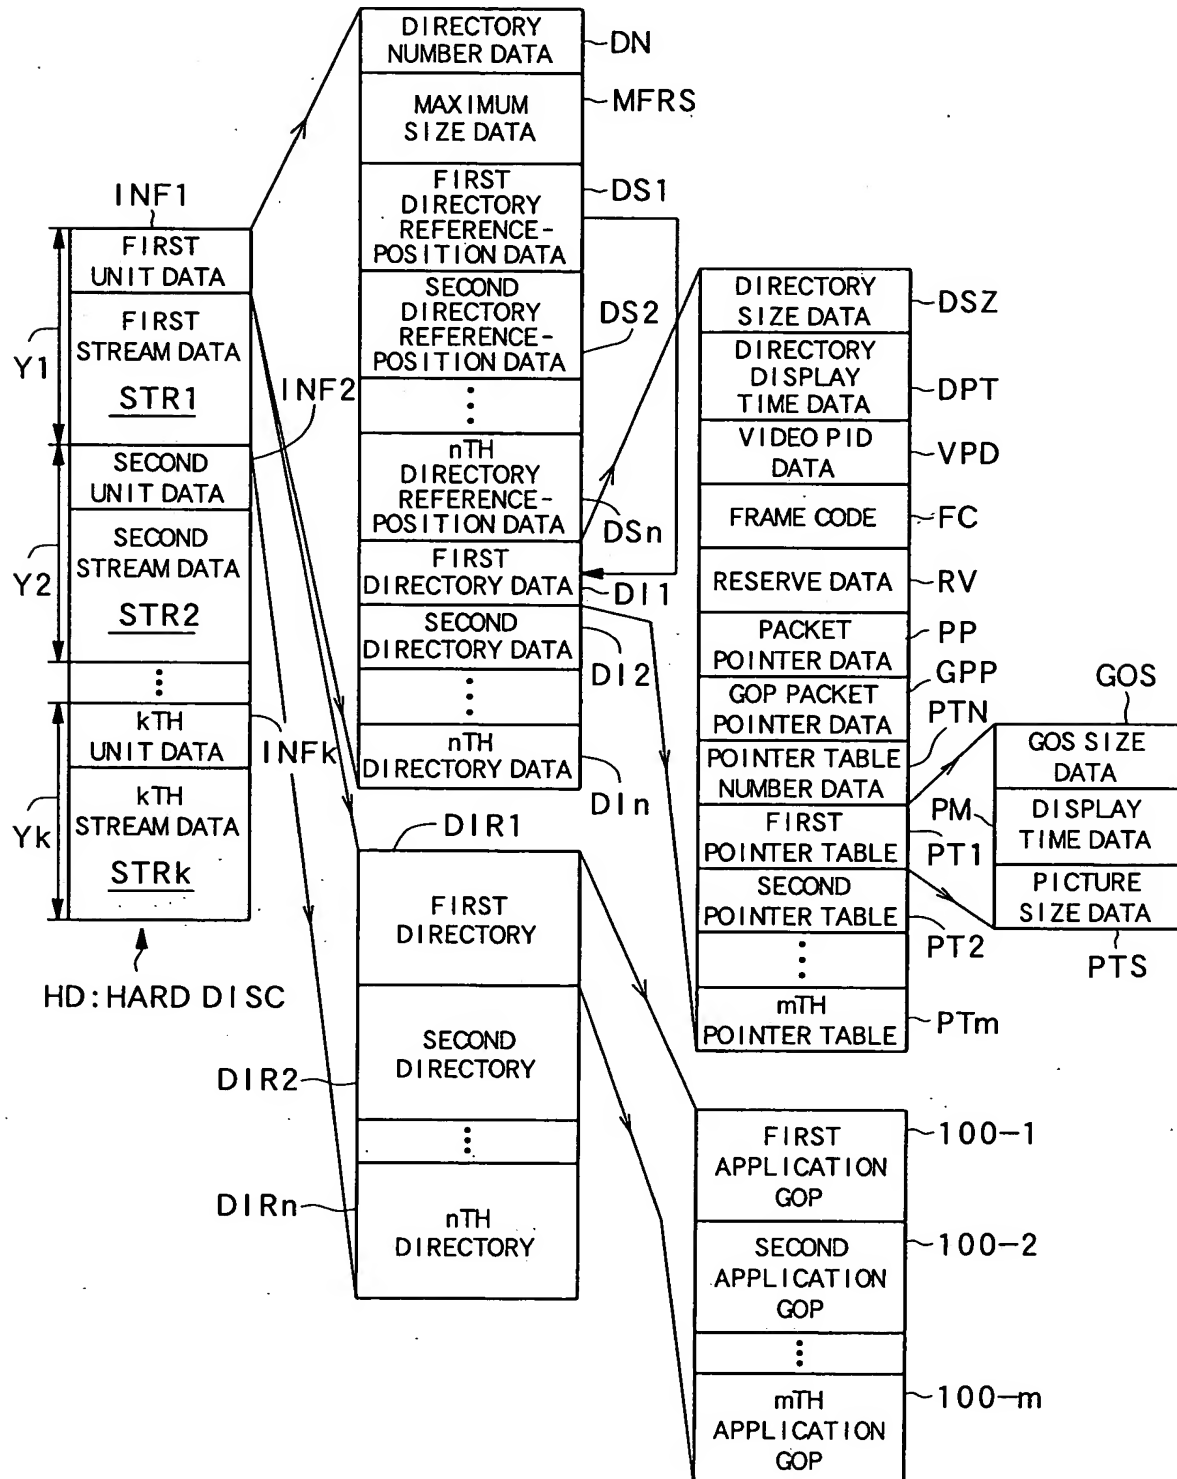 DIRECTORY
NUMBER DATA
DN
MAXIMUM
SIZE DATA
MFRS
FIRST
DIRECTORY
REFERENCE-
POSITION DATA
DS1
SECOND
DIRECTORY
REFERENCE-
POSITION DATA
DS2
nTH
DIRECTORY
REFERENCE-
POSITION DATA
DSn
FIRST
DIRECTORY DATA
DI1
SECOND
DIRECTORY DATA
DI2
nTH
DIRECTORY DATA
DIn
INF1
FIRST
UNIT DATA
FIRST
STREAM DATA
STR1
Y1
INF2
SECOND
UNIT DATA
SECOND
STREAM DATA
STR2
Y2
kTH
UNIT DATA
INFk
kTH
STREAM DATA
STRk
Yk
HD:HARD DISC
DIR1
FIRST
DIRECTORY
SECOND
DIRECTORY
DIR2
nTH
DIRECTORY
DIRn
DIRECTORY
SIZE DATA
DSZ
DIRECTORY
DISPLAY
TIME DATA
DPT
VIDEO PID
DATA
VPD
FRAME CODE
FC
RESERVE DATA
RV
PACKET
POINTER DATA
PP
GOP PACKET
POINTER DATA
GPP
POINTER TABLE
NUMBER DATA
PTN
FIRST
POINTER TABLE
PT1
SECOND
POINTER TABLE
PT2
mTH
POINTER TABLE
PTm
GOS
GOS SIZE
DATA
PM
DISPLAY
TIME DATA
PICTURE
SIZE DATA
PTS
FIRST
APPLICATION
GOP
100-1
SECOND
APPLICATION
GOP
100-2
mTH
APPLICATION
GOP
100-m